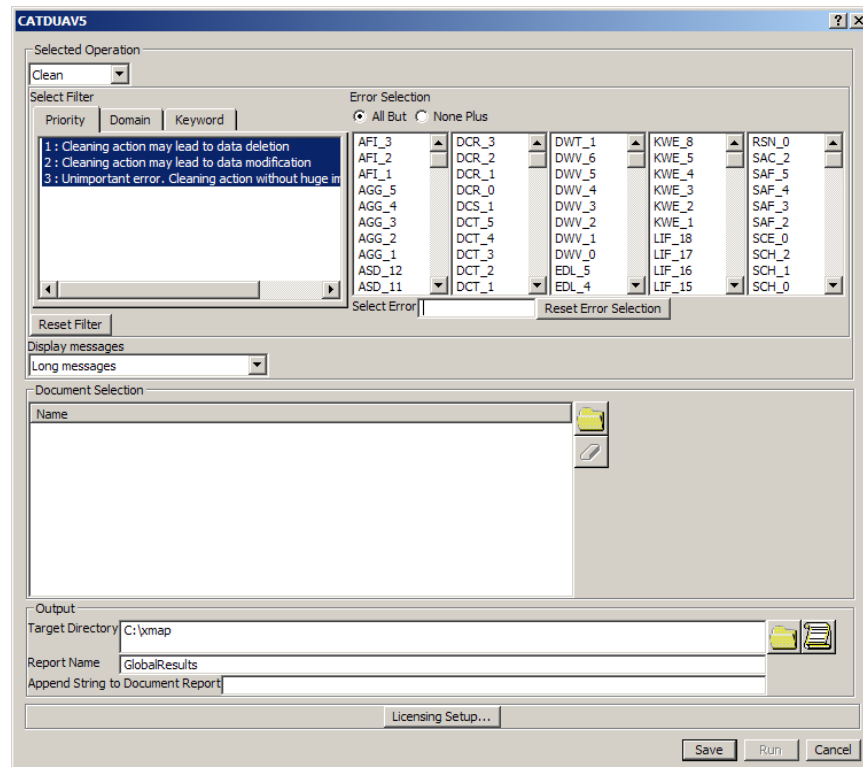 CATDUAV5
Selected Operation
Clean
Select Filter
Error Selection
Priority Domain Keyword
All But None Plus
1 : Cleaning action may lead to data deletion
2 : Cleaning action may lead to data modification
3 : Unimportant error. Cleaning action without huge im
AFI_3 DCR_3 DWT_1 KWE_8 RSN_0
AFI_2 DCR_2 DWV_6 KWE_5 SAC_2
AFI_1 DCR_1 DWV_5 KWE_4 SAF_5
AGG_5 DCR_0 DWV_4 KWE_3 SAF_4
AGG_4 DCS_1 DWV_3 KWE_2 SAF_3
AGG_3 DCT_5 DWV_2 KWE_1 SAF_2
AGG_2 DCT_4 DWV_1 LIF_18 SCE_0
AGG_1 DCT_3 DWV_0 LIF_17 SCH_2
ASD_12 DCT_2 EDL_5 LIF_16 SCH_1
ASD_11 DCT_1 EDL_4 LIF_15 SCH_0
Select Error Reset Error Selection
Reset Filter
Display messages
Long messages
Document Selection
Name
Output
Target Directory C:\xmap
Report Name GlobalResults
Append String to Document Report
Licensing Setup...
Save Run Cancel